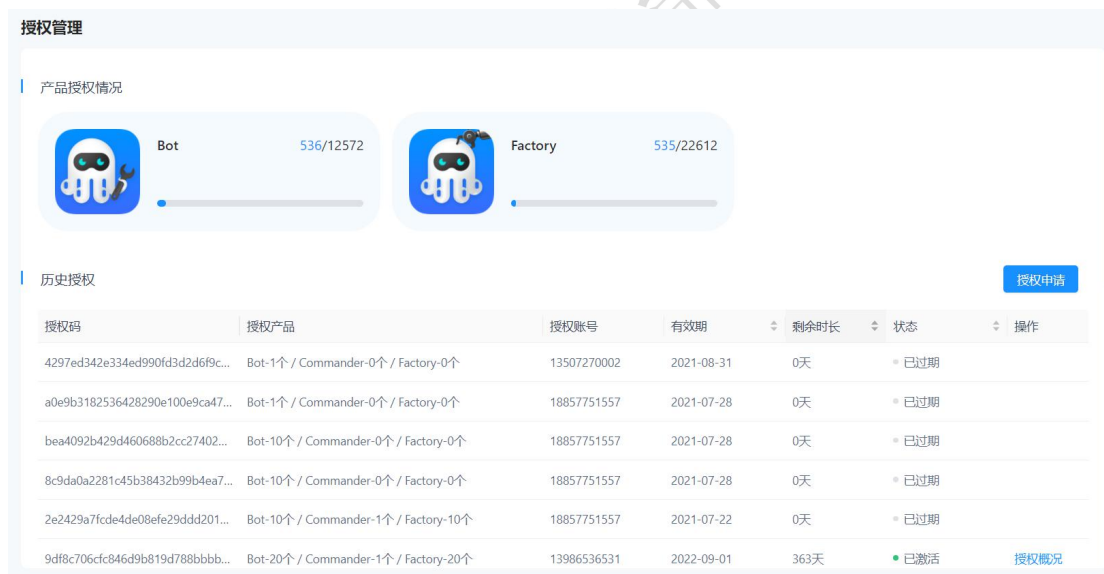 授权管理
产品授权情况
Bot 536/12572
Factory 535/22612
历史授权
授权申请
授权码 授权产品 授权账号 有效期 剩余时长 状态 操作
4297ed342e334ed990fd3d2d6f9c... Bot-1个 / Commander-0个 / Factory-0个 13507270002 2021-08-31 0天 已过期
a0e9b3182536428290e100e9ca47... Bot-1个 / Commander-0个 / Factory-0个 18857751557 2021-07-28 0天 已过期
bea4092b429d460688b2cc27402... Bot-10个 / Commander-0个 / Factory-0个 18857751557 2021-07-28 0天 已过期
8c9da0a2281c45b38432b99b4ea7... Bot-10个 / Commander-0个 / Factory-0个 18857751557 2021-07-28 0天 已过期
2e2429a7fcde4de08efe29ddd201... Bot-10个 / Commander-1个 / Factory-10个 18857751557 2021-07-22 0天 已过期
9df8c706cfc846d9b819d788bbbb... Bot-20个 / Commander-1个 / Factory-20个 13986536531 2022-09-01 363天 已激活 授权概况